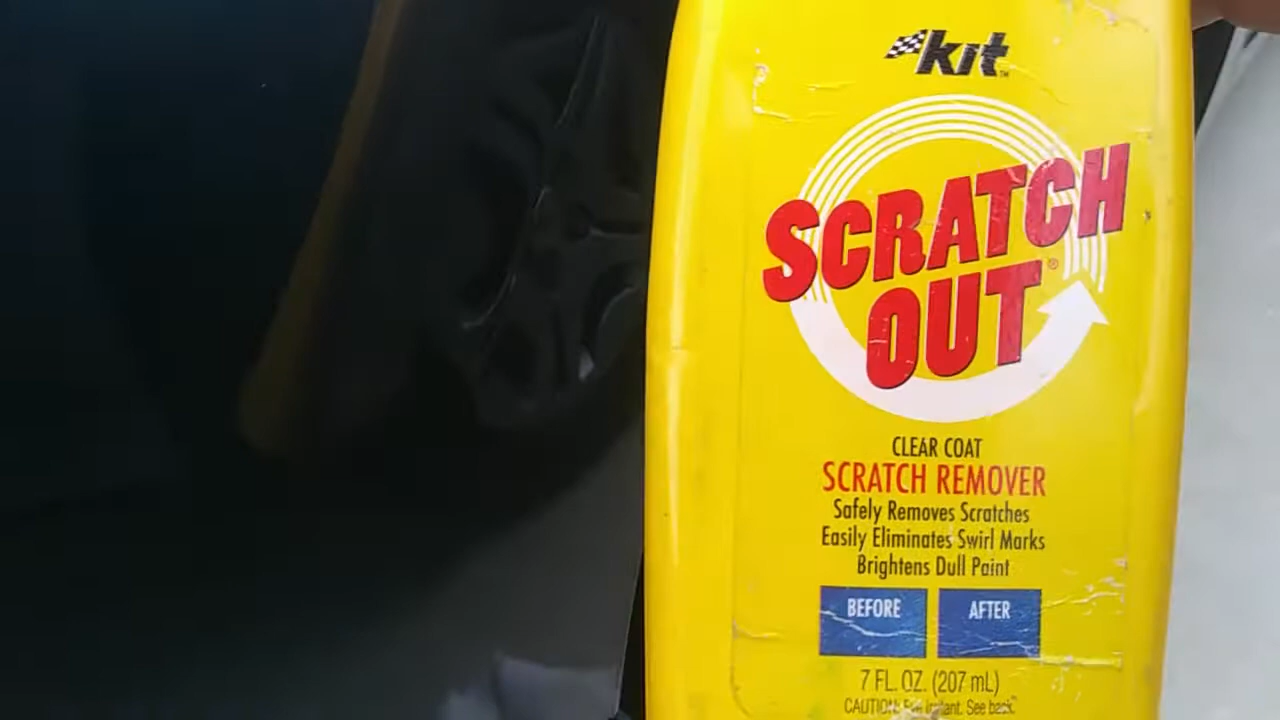 kit™
SCRATCH
OUT®
CLEAR COAT
SCRATCH REMOVER
Safely Removes Scratches
Easily Eliminates Swirl Marks
Brightens Dull Paint
BEFORE AFTER
7 FL. OZ. (207 mL)
CAUTION: Eye Irritant. See back.